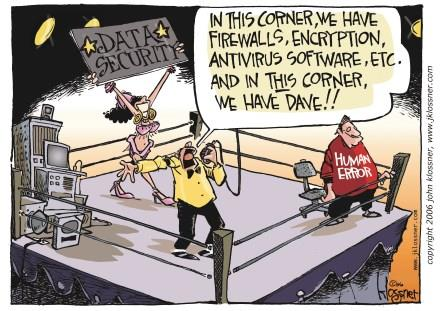 DATA
SECURITY
IN THIS CORNER, WE HAVE
FIREWALLS, ENCRYPTION,
ANTIVIRUS SOFTWARE, ETC.
AND IN THIS CORNER,
WE HAVE DAVE!!
HUMAN
ERROR
www.jklossner.com
©2006
Klossner
copyright 2006 john klossner, www.jklossner.com